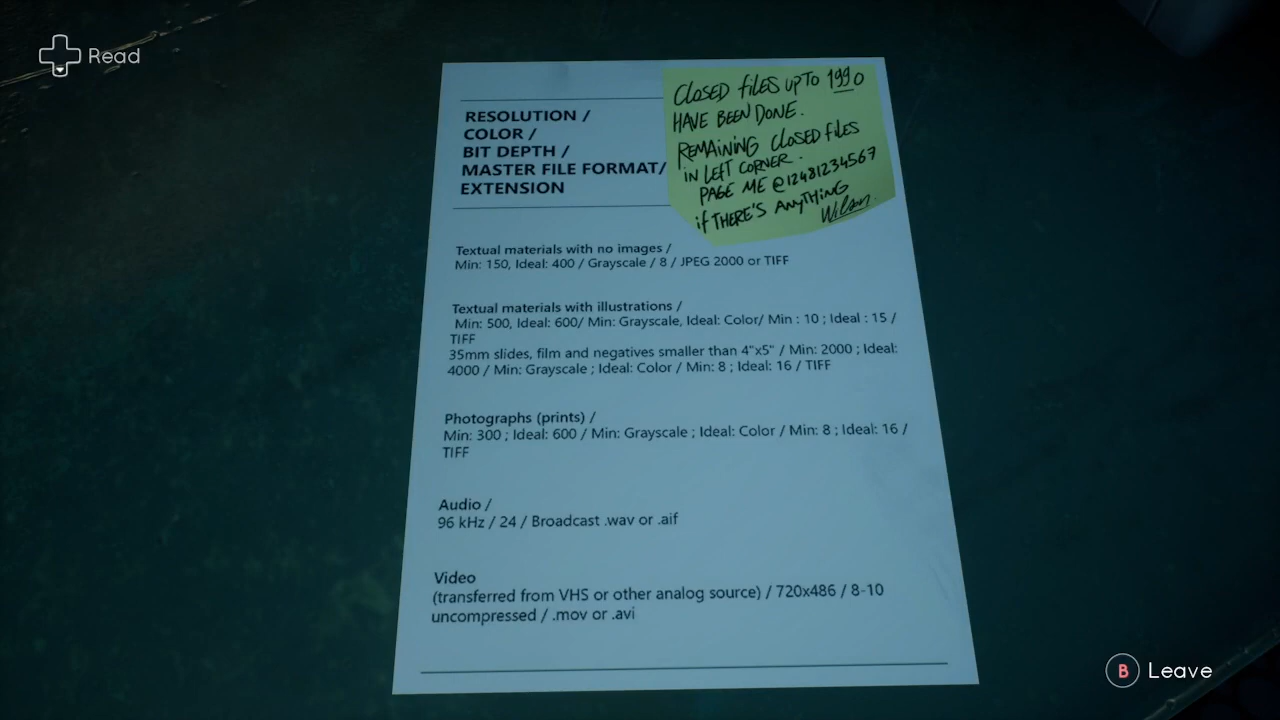 Read
RESOLUTION /
COLOR /
BIT DEPTH /
MASTER FILE FORMAT/
EXTENSION
CLOSED FILES UP TO 1990
HAVE BEEN DONE.
REMAINING CLOSED FILES
IN LEFT CORNER.
PAGE ME @12481234567
if THERE'S ANYTHING
Wilson
Textual materials with no images /
Min: 150, Ideal: 400 / Grayscale / 8 / JPEG 2000 or TIFF
Textual materials with illustrations /
Min: 500, Ideal: 600/ Min: Grayscale, Ideal: Color/ Min : 10 ; Ideal : 15 /
TIFF
35mm slides, film and negatives smaller than 4"x5" / Min: 2000 ; Ideal:
4000 / Min: Grayscale ; Ideal: Color / Min: 8 ; Ideal: 16 / TIFF
Photographs (prints) /
Min: 300 ; Ideal: 600 / Min: Grayscale ; Ideal: Color / Min: 8 ; Ideal: 16 /
TIFF
Audio /
96 kHz / 24 / Broadcast .wav or .aif
Video
(transferred from VHS or other analog source) / 720x486 / 8-10
uncompressed / .mov or .avi
B Leave